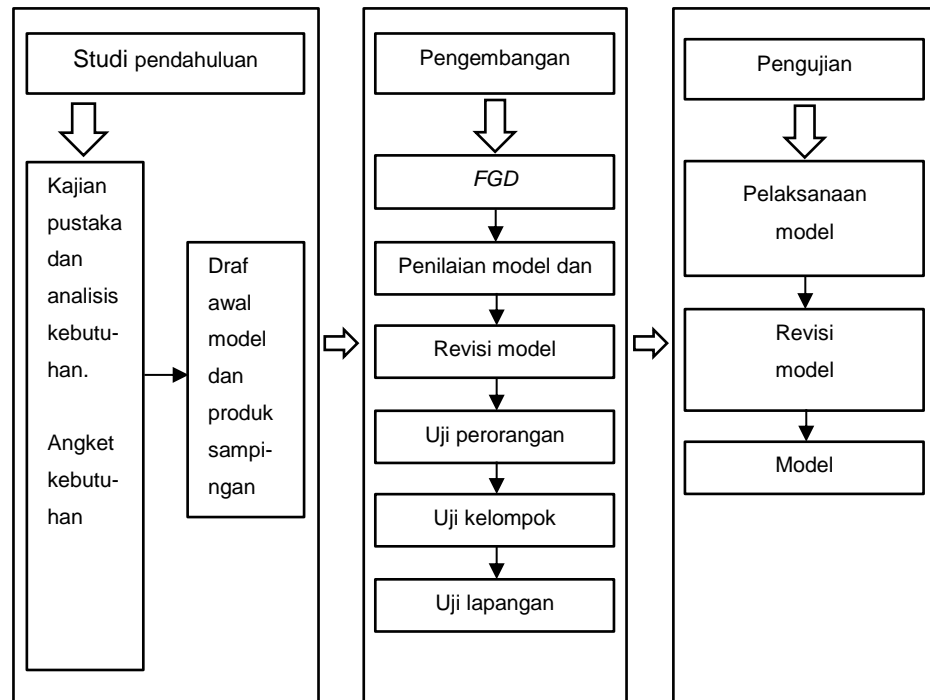 Studi pendahuluan
Kajian
pustaka
dan
analisis
kebutu-
han.
Angket
kebutu-
han
Draf
awal
model
dan
produk
sampi-
ngan
Pengembangan
FGD
Penilaian model dan
Revisi model
Uji perorangan
Uji kelompok
Uji lapangan
Pengujian
Pelaksanaan
model
Revisi
model
Model